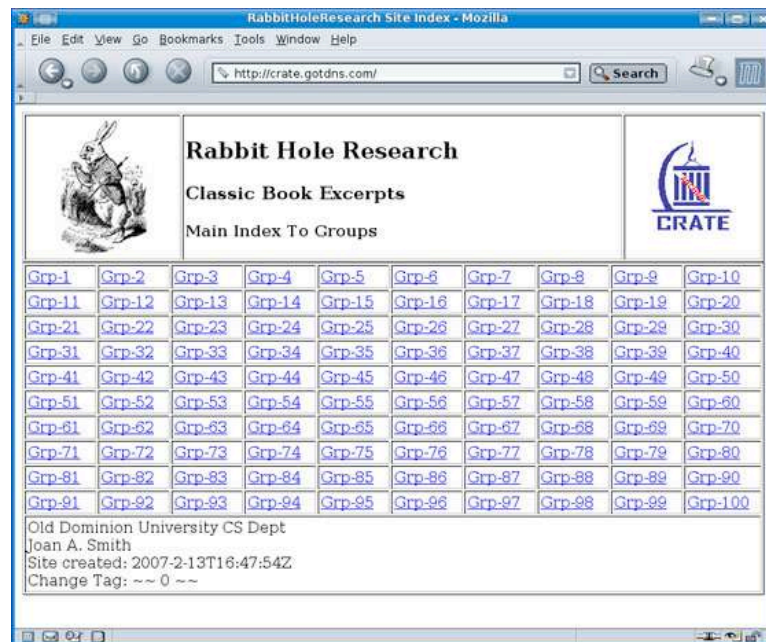 RabbitHoleResearch Site Index - Mozilla
File Edit View Go Bookmarks Tools Window Help
http://crate.gotdns.com/ Search
Rabbit Hole Research
Classic Book Excerpts
Main Index To Groups
CRATE
Grp-1 Grp-2 Grp-3 Grp-4 Grp-5 Grp-6 Grp-7 Grp-8 Grp-9 Grp-10
Grp-11 Grp-12 Grp-13 Grp-14 Grp-15 Grp-16 Grp-17 Grp-18 Grp-19 Grp-20
Grp-21 Grp-22 Grp-23 Grp-24 Grp-25 Grp-26 Grp-27 Grp-28 Grp-29 Grp-30
Grp-31 Grp-32 Grp-33 Grp-34 Grp-35 Grp-36 Grp-37 Grp-38 Grp-39 Grp-40
Grp-41 Grp-42 Grp-43 Grp-44 Grp-45 Grp-46 Grp-47 Grp-48 Grp-49 Grp-50
Grp-51 Grp-52 Grp-53 Grp-54 Grp-55 Grp-56 Grp-57 Grp-58 Grp-59 Grp-60
Grp-61 Grp-62 Grp-63 Grp-64 Grp-65 Grp-66 Grp-67 Grp-68 Grp-69 Grp-70
Grp-71 Grp-72 Grp-73 Grp-74 Grp-75 Grp-76 Grp-77 Grp-78 Grp-79 Grp-80
Grp-81 Grp-82 Grp-83 Grp-84 Grp-85 Grp-86 Grp-87 Grp-88 Grp-89 Grp-90
Grp-91 Grp-92 Grp-93 Grp-94 Grp-95 Grp-96 Grp-97 Grp-98 Grp-99 Grp-100
Old Dominion University CS Dept
Joan A. Smith
Site created: 2007-2-13T16:47:54Z
Change Tag: ~~ 0 ~~